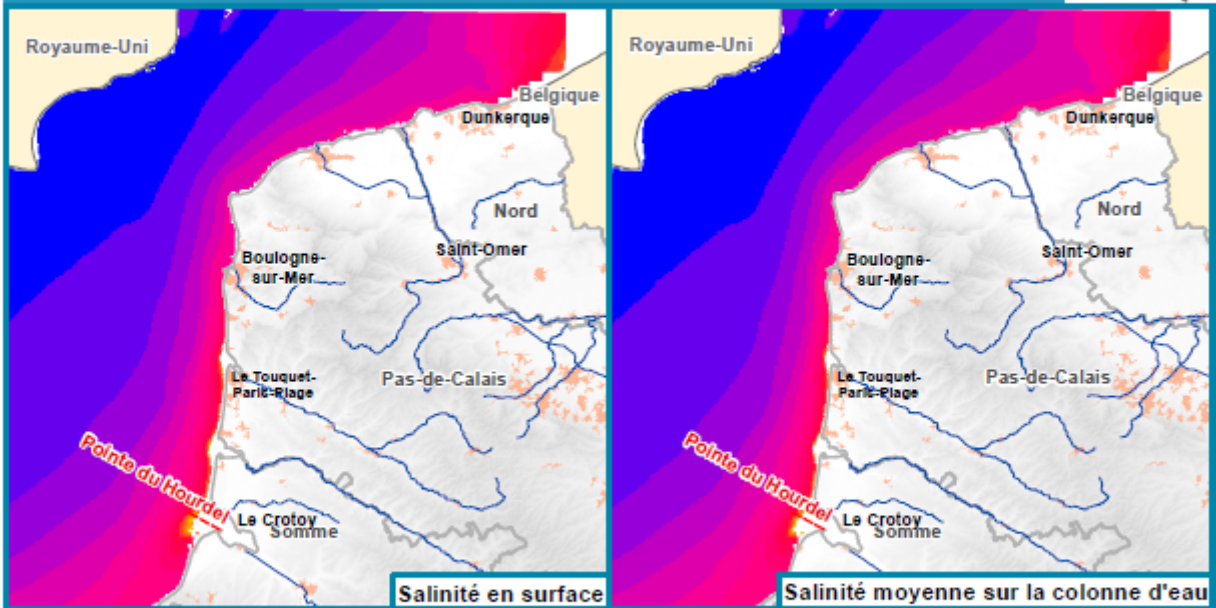 Royaume-Uni
Belgique
Dunkerque
Nord
Saint-Omer
Boulogne-
sur-Mer
Le Touquet-
Paris-Plage
Pas-de-Calais
Pointe du Hourdel
Le Crotoy
Somme
Salinité en surface
Royaume-Uni
Belgique
Dunkerque
Nord
Saint-Omer
Boulogne-
sur-Mer
Le Touquet-
Paris-Plage
Pas-de-Calais
Pointe du Hourdel
Le Crotoy
Somme
Salinité moyenne sur la colonne d'eau